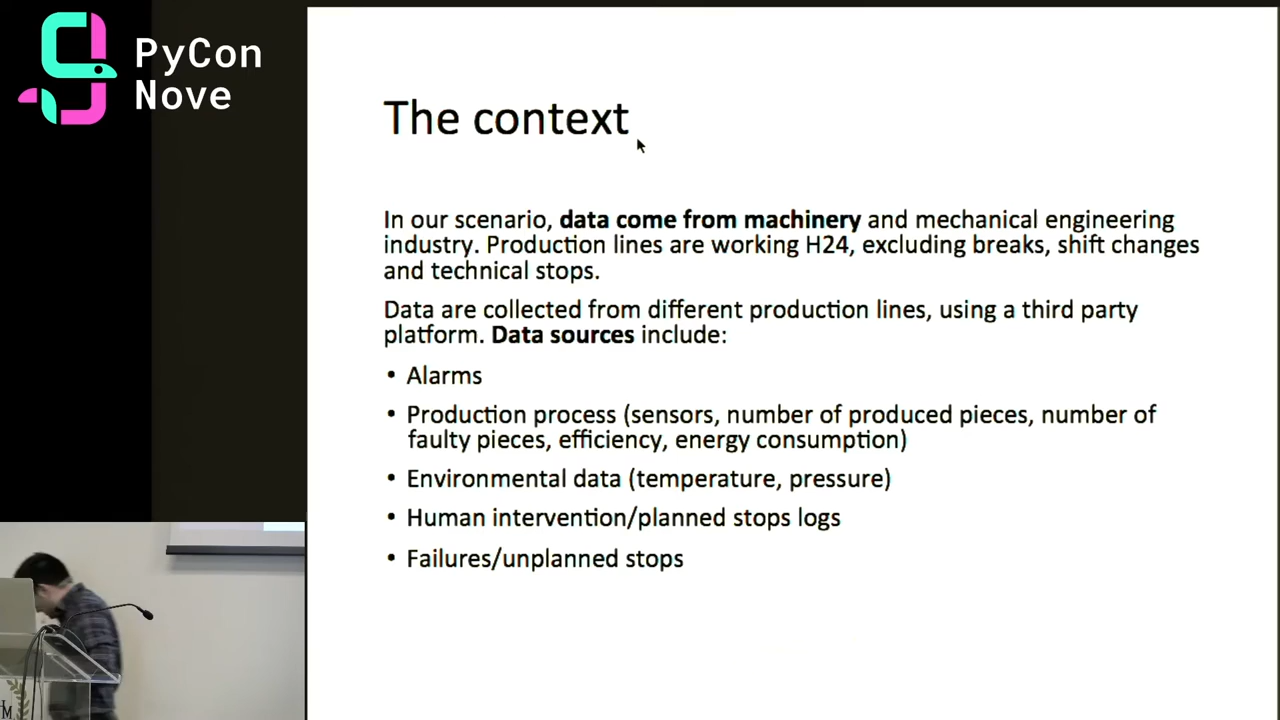 PyCon
Nove
The context
In our scenario, data come from machinery and mechanical engineering
industry. Production lines are working H24, excluding breaks, shift changes
and technical stops.
Data are collected from different production lines, using a third party
platform. Data sources include:
• Alarms
• Production process (sensors, number of produced pieces, number of
faulty pieces, efficiency, energy consumption)
• Environmental data (temperature, pressure)
• Human intervention/planned stops logs
• Failures/unplanned stops